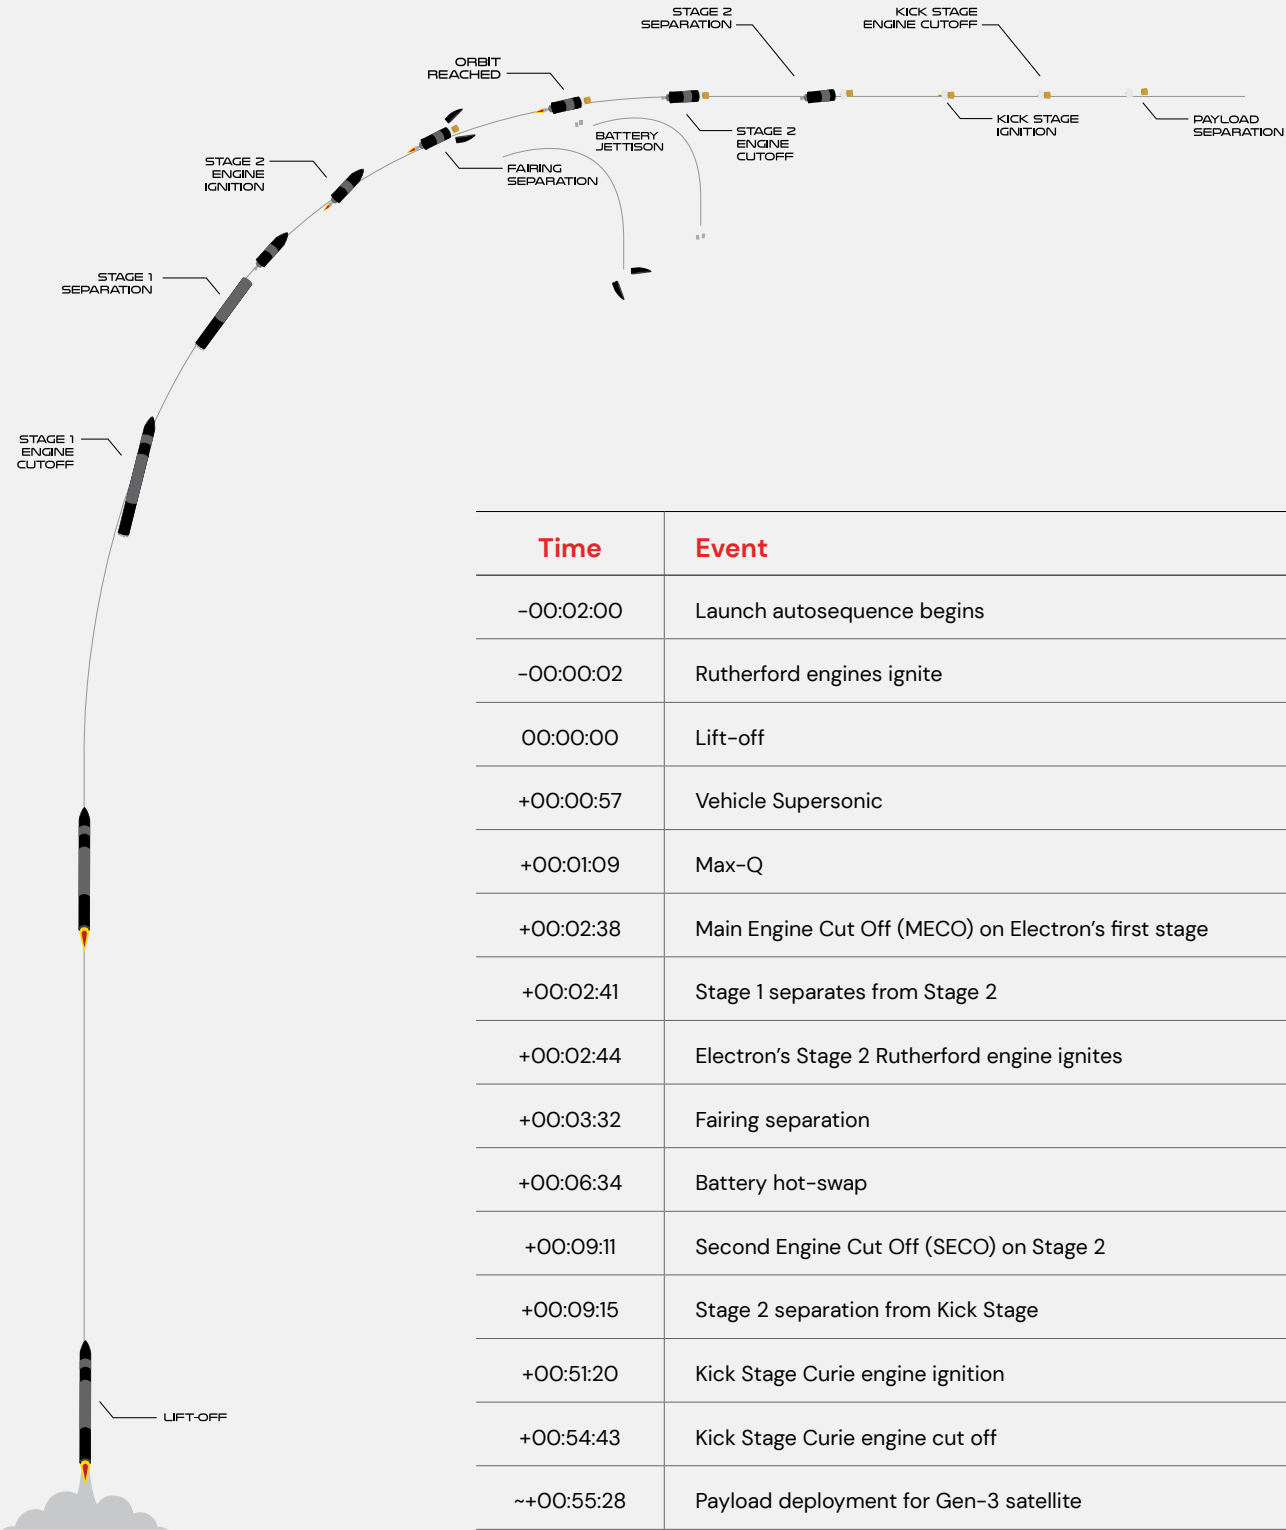 STAGE 2
SEPARATION
KICK STAGE
ENGINE CUTOFF
ORBIT
REACHED
BATTERY
JETTISON
STAGE 2
ENGINE
CUTOFF
KICK STAGE
IGNITION
PAYLOAD
SEPARATION
STAGE 2
ENGINE
IGNITION
FAIRING
SEPARATION
STAGE 1
SEPARATION
STAGE 1
ENGINE
CUTOFF
LIFT-OFF
Time Event
-00:02:00 Launch autosequence begins
-00:00:02 Rutherford engines ignite
00:00:00 Lift-off
+00:00:57 Vehicle Supersonic
+00:01:09 Max-Q
+00:02:38 Main Engine Cut Off (MECO) on Electron’s first stage
+00:02:41 Stage 1 separates from Stage 2
+00:02:44 Electron’s Stage 2 Rutherford engine ignites
+00:03:32 Fairing separation
+00:06:34 Battery hot-swap
+00:09:11 Second Engine Cut Off (SECO) on Stage 2
+00:09:15 Stage 2 separation from Kick Stage
+00:51:20 Kick Stage Curie engine ignition
+00:54:43 Kick Stage Curie engine cut off
~+00:55:28 Payload deployment for Gen-3 satellite